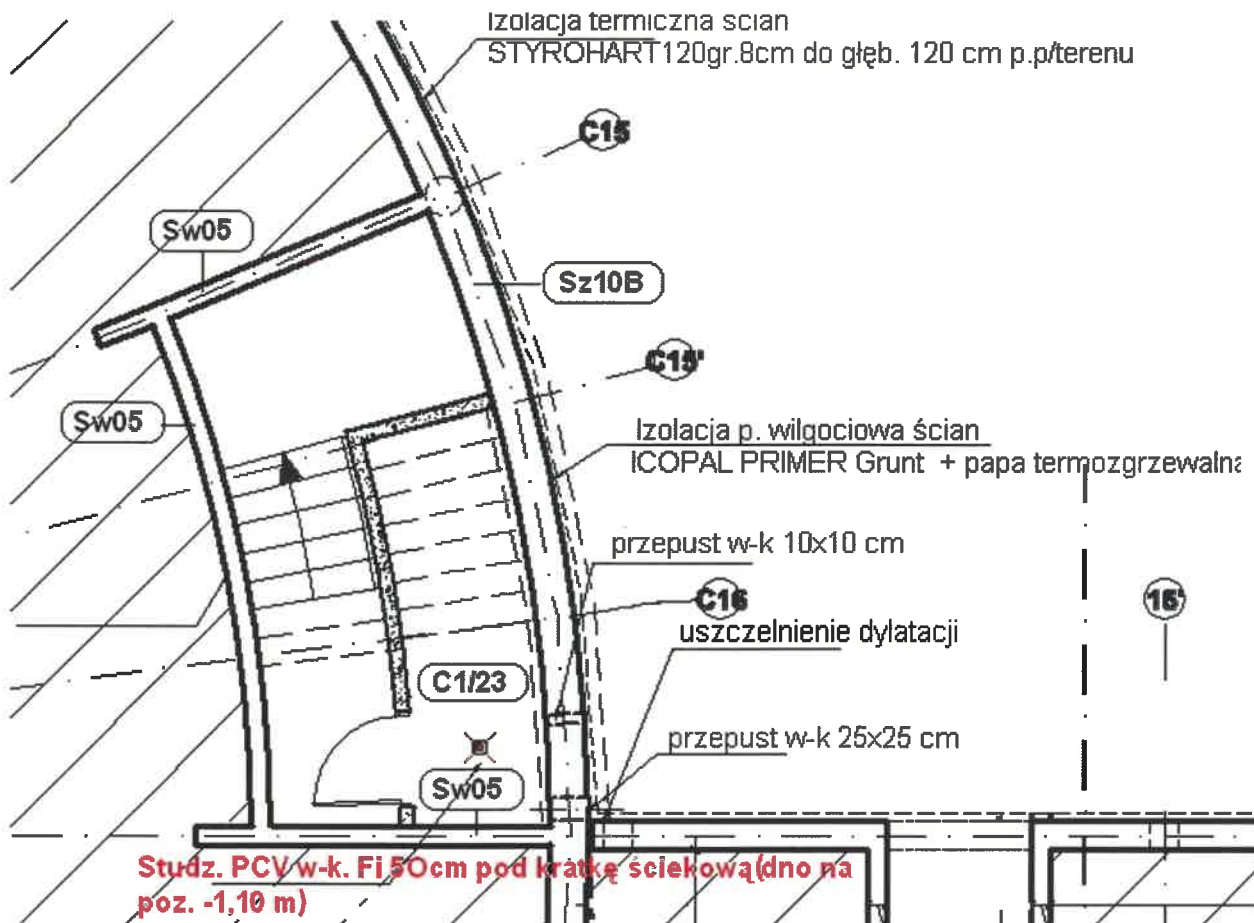 Izolacja termiczna ścian
STYROHART120gr.8cm do głęb. 120 cm p.p/terenu
C15
Sw05
Sz10B
C15'
Sw05
Izolacja p. wilgociowa ścian
ICOPAL PRIMER Grunt + papa termozgrzewalna
przepust w-k 10x10 cm
C16
16'
uszczelnienie dylatacji
C1/23
przepust w-k 25x25 cm
Sw05
Studz. PCV w-k. Fi 5Ocm pod kratkę ściekową(dno na
poz. -1,10 m)